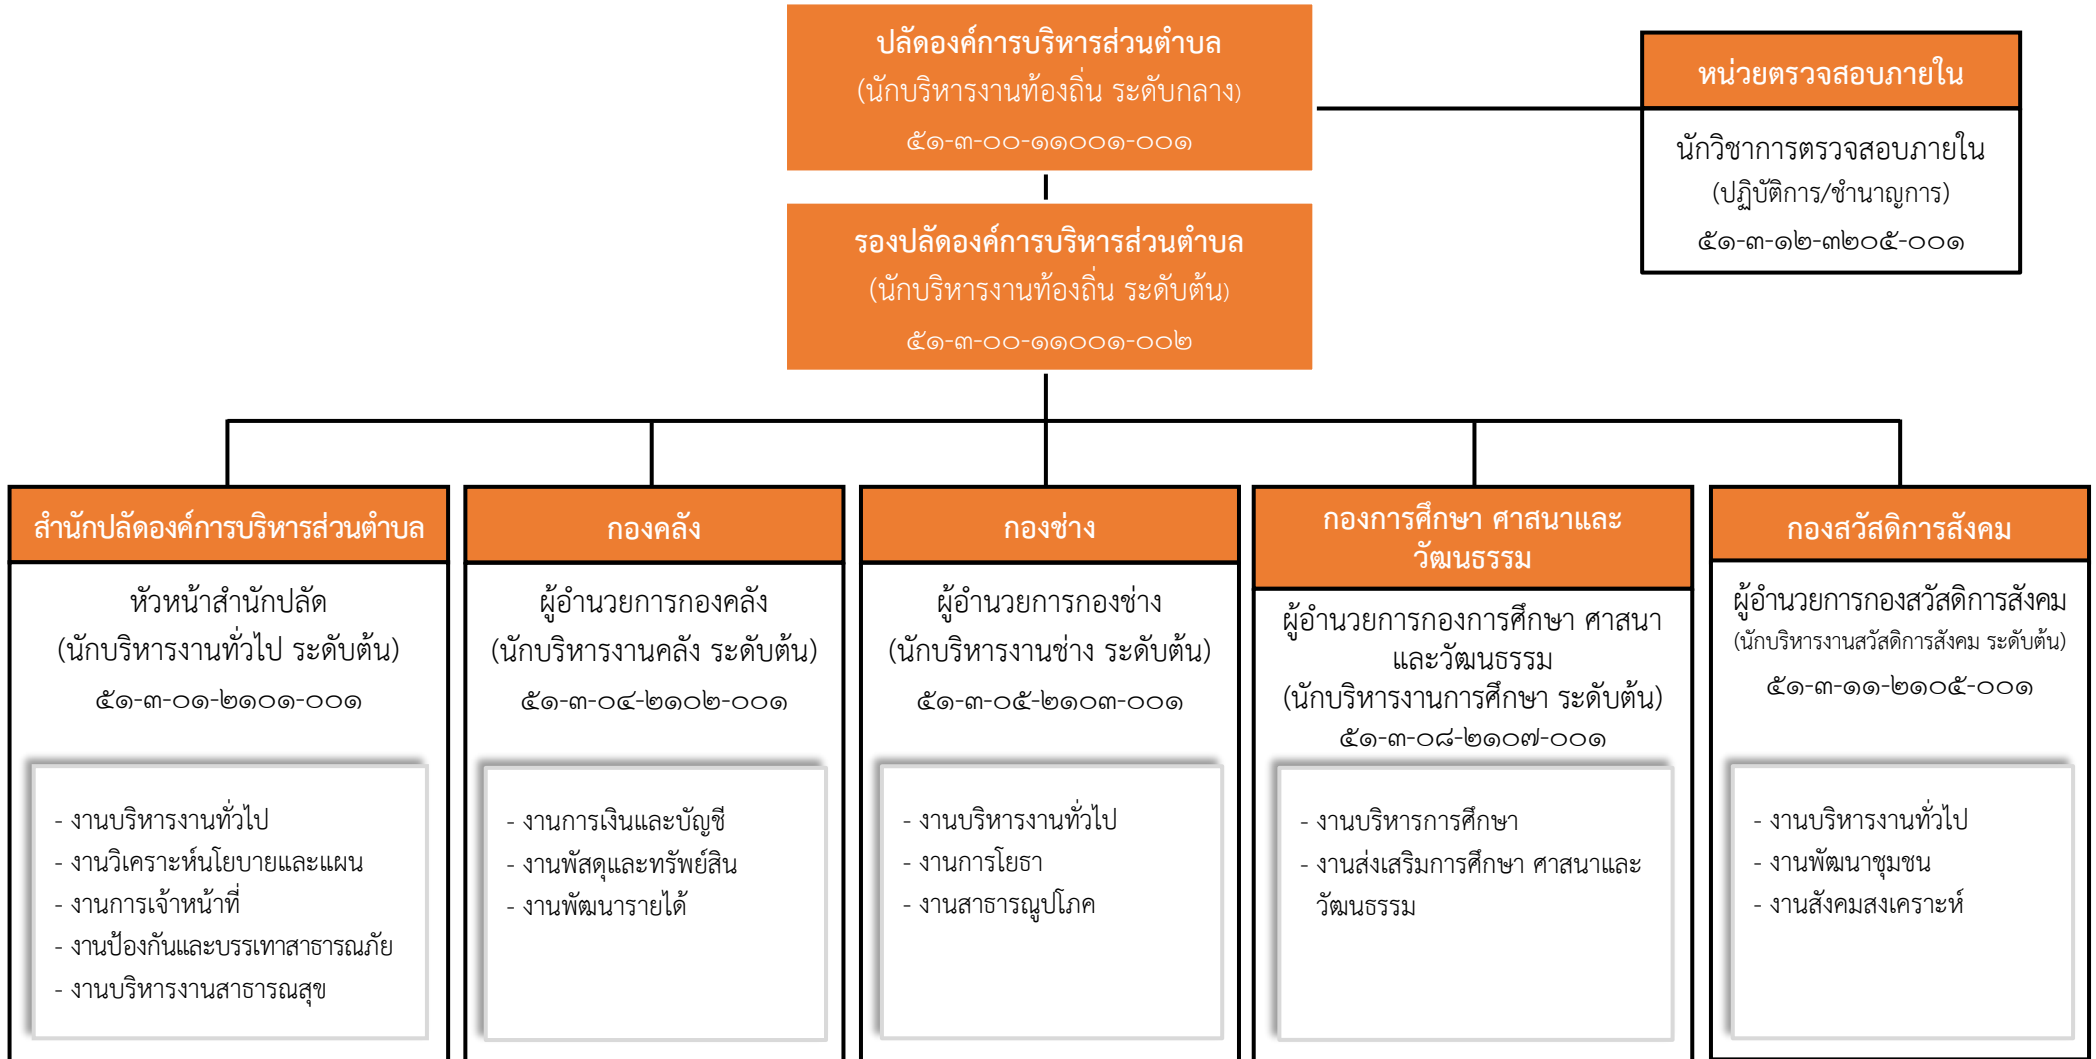 ปลัดองค์การบริหารส่วนตำบล
(นักบริหารงานท้องถิ่น ระดับกลาง)
๕๑-๓-๐๐-๑๑๐๐๑-๐๐๑
หน่วยตรวจสอบภายใน
นักวิชาการตรวจสอบภายใน
(ปฏิบัติการ/ชำนาญการ)
๕๑-๓-๑๒-๓๒๐๕-๐๐๑
รองปลัดองค์การบริหารส่วนตำบล
(นักบริหารงานท้องถิ่น ระดับต้น)
๕๑-๓-๐๐-๑๑๐๐๑-๐๐๒
สำนักปลัดองค์การบริหารส่วนตำบล
หัวหน้าสำนักปลัด
(นักบริหารงานทั่วไป ระดับต้น)
๕๑-๓-๐๑-๒๑๐๑-๐๐๑
- งานบริหารงานทั่วไป
- งานวิเคราะห์นโยบายและแผน
- งานการเจ้าหน้าที่
- งานป้องกันและบรรเทาสาธารณภัย
- งานบริหารงานสาธารณสุข
กองคลัง
ผู้อำนวยการกองคลัง
(นักบริหารงานคลัง ระดับต้น)
๕๑-๓-๐๔-๒๑๐๒-๐๐๑
- งานการเงินและบัญชี
- งานพัสดุและทรัพย์สิน
- งานพัฒนารายได้
กองช่าง
ผู้อำนวยการกองช่าง
(นักบริหารงานช่าง ระดับต้น)
๕๑-๓-๐๕-๒๑๐๓-๐๐๑
- งานบริหารงานทั่วไป
- งานการโยธา
- งานสาธารณูปโภค
กองการศึกษา ศาสนาและ
วัฒนธรรม
ผู้อำนวยการกองการศึกษา ศาสนา
และวัฒนธรรม
(นักบริหารงานการศึกษา ระดับต้น)
๕๑-๓-๐๘-๒๑๐๗-๐๐๑
- งานบริหารการศึกษา
- งานส่งเสริมการศึกษา ศาสนาและ
วัฒนธรรม
กองสวัสดิการสังคม
ผู้อำนวยการกองสวัสดิการสังคม
(นักบริหารงานสวัสดิการสังคม ระดับต้น)
๕๑-๓-๑๑-๒๑๐๕-๐๐๑
- งานบริหารงานทั่วไป
- งานพัฒนาชุมชน
- งานสังคมสงเคราะห์